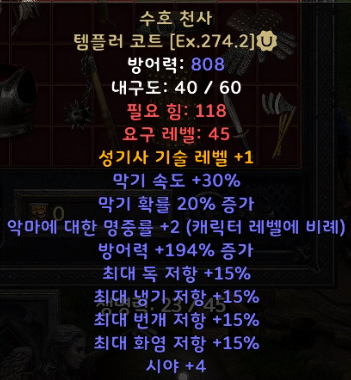 수호 천사
템플러 코트 [Ex.274.2] U
방어력: 808
내구도: 40 / 60
필요 힘: 118
요구 레벨: 45
성기사 기술 레벨 +1
막기 속도 +30%
막기 확률 20% 증가
악마에 대한 명중률 +2 (캐릭터 레벨에 비례)
방어력 +194% 증가
최대 독 저항 +15%
최대 냉기 저항 +15%
최대 번개 저항 +15%
최대 화염 저항 +15%
시야 +4
0
23 / 45